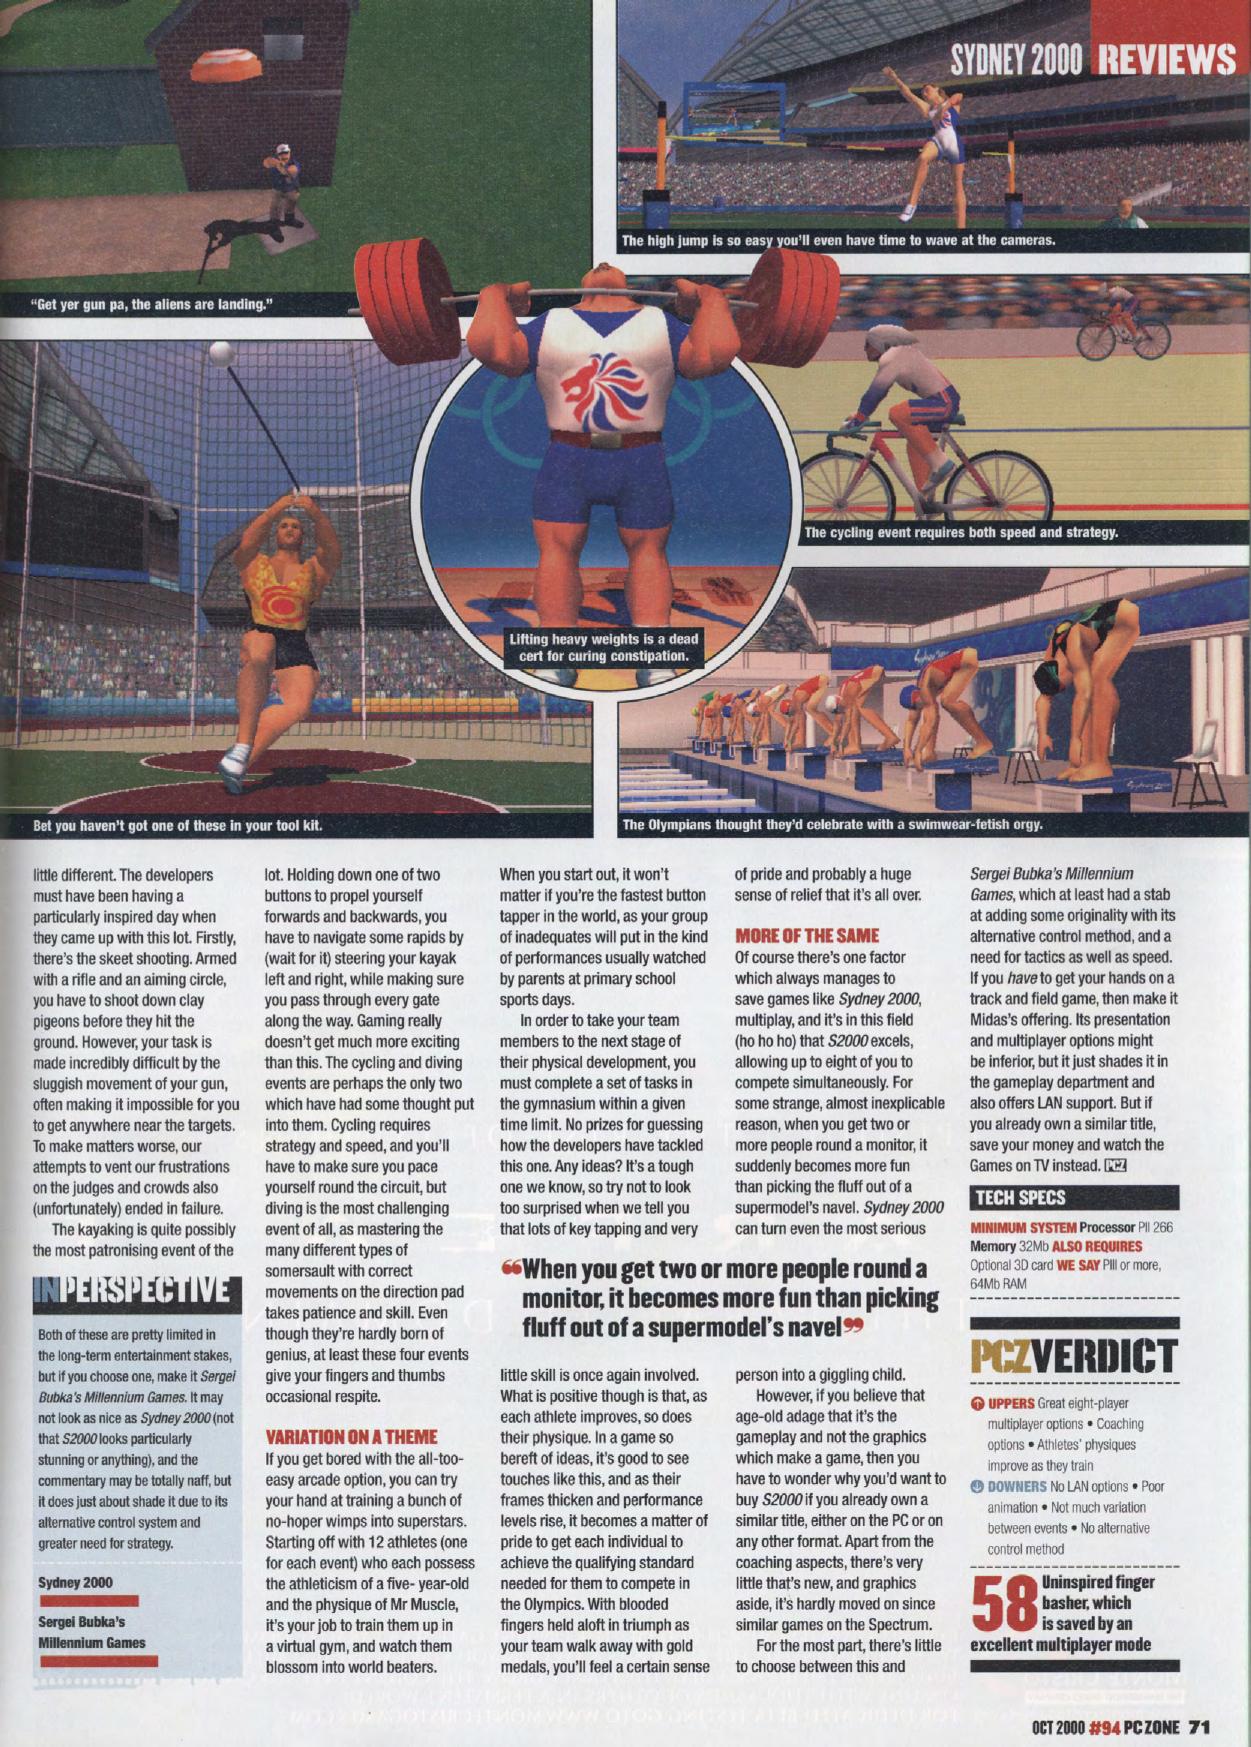 SYDNEY 2000 REVIEWS
The high jump is so easy you'll even have time to wave at the cameras.
"Get yer gun pa, the aliens are landing."
The cycling event requires both speed and strategy.
Lifting heavy weights is a dead
cert for curing constipation.
Bet you haven't got one of these in your tool kit.
The Olympians thought they'd celebrate with a swimwear-fetish orgy.
little different. The developers
must have been having a
particularly inspired day when
they came up with this lot. Firstly,
there's the skeet shooting. Armed
with a rifle and an aiming circle,
you have to shoot down clay
pigeons before they hit the
ground. However, your task is
made incredibly difficult by the
sluggish movement of your gun,
often making it impossible for you
to get anywhere near the targets.
To make matters worse, our
attempts to vent our frustrations
on the judges and crowds also
(unfortunately) ended in failure.
The kayaking is quite possibly
the most patronising event of the
INPERSPECTIVE
Both of these are pretty limited in
the long-term entertainment stakes,
but if you choose one, make it Sergei
Bubka's Millennium Games. It may
not look as nice as Sydney 2000 (not
that S2000 looks particularly
stunning or anything), and the
commentary may be totally naff, but
it does just about shade it due to its
alternative control system and
greater need for strategy.
Sydney 2000
Sergei Bubka's
Millennium Games
lot. Holding down one of two
buttons to propel yourself
forwards and backwards, you
have to navigate some rapids by
(wait for it) steering your kayak
left and right, while making sure
you pass through every gate
along the way. Gaming really
doesn't get much more exciting
than this. The cycling and diving
events are perhaps the only two
which have had some thought put
into them. Cycling requires
strategy and speed, and you'll
have to make sure you pace
yourself round the circuit, but
diving is the most challenging
event of all, as mastering the
many different types of
somersault with correct
movements on the direction pad
takes patience and skill. Even
though they're hardly born of
genius, at least these four events
give your fingers and thumbs
occasional respite.
VARIATION ON A THEME
If you get bored with the all-too-
easy arcade option, you can try
your hand at training a bunch of
no-hoper wimps into superstars.
Starting off with 12 athletes (one
for each event) who each possess
the athleticism of a five- year-old
and the physique of Mr Muscle,
it's your job to train them up in
a virtual gym, and watch them
blossom into world beaters.
When you start out, it won't
matter if you're the fastest button
tapper in the world, as your group
of inadequates will put in the kind
of performances usually watched
by parents at primary school
sports days.
In order to take your team
members to the next stage of
their physical development, you
must complete a set of tasks in
the gymnasium within a given
time limit. No prizes for guessing
how the developers have tackled
this one. Any ideas? It's a tough
one we know, so try not to look
too surprised when we tell you
that lots of key tapping and very
"When you get two or more people round a
monitor, it becomes more fun than picking
fluff out of a supermodel's navel"
little skill is once again involved.
What is positive though is that, as
each athlete improves, so does
their physique. In a game so
bereft of ideas, it's good to see
touches like this, and as their
frames thicken and performance
levels rise, it becomes a matter of
pride to get each individual to
achieve the qualifying standard
needed for them to compete in
the Olympics. With blooded
fingers held aloft in triumph as
your team walk away with gold
medals, you'll feel a certain sense
of pride and probably a huge
sense of relief that it's all over.
MORE OF THE SAME
Of course there's one factor
which always manages to
save games like Sydney 2000,
multiplay, and it's in this field
(ho ho ho) that S2000 excels,
allowing up to eight of you to
compete simultaneously. For
some strange, almost inexplicable
reason, when you get two or
more people round a monitor, it
suddenly becomes more fun
than picking the fluff out of a
supermodel's navel. Sydney 2000
can turn even the most serious
person into a giggling child.
However, if you believe that
age-old adage that it's the
gameplay and not the graphics
which make a game, then you
have to wonder why you'd want to
buy S2000 if you already own a
similar title, either on the PC or on
any other format. Apart from the
coaching aspects, there's very
little that's new, and graphics
aside, it's hardly moved on since
similar games on the Spectrum.
For the most part, there's little
to choose between this and
Sergei Bubka's Millennium
Games, which at least had a stab
at adding some originality with its
alternative control method, and a
need for tactics as well as speed.
If you have to get your hands on a
track and field game, then make it
Midas's offering. Its presentation
and multiplayer options might
be inferior, but it just shades it in
the gameplay department and
also offers LAN support. But if
you already own a similar title,
save your money and watch the
Games on TV instead. PCZ
TECH SPECS
MINIMUM SYSTEM Processor PII 266
Memory 32Mb ALSO REQUIRES
Optional 3D card WE SAY PIII or more,
64Mb RAM
PCZVERDICT
UPPERS Great eight-player
multiplayer options • Coaching
options • Athletes' physiques
improve as they train
DOWNERS No LAN options • Poor
animation • Not much variation
between events • No alternative
control method
58 Uninspired finger
basher, which
is saved by an
excellent multiplayer mode
OCT 2000 #94 PC ZONE 71